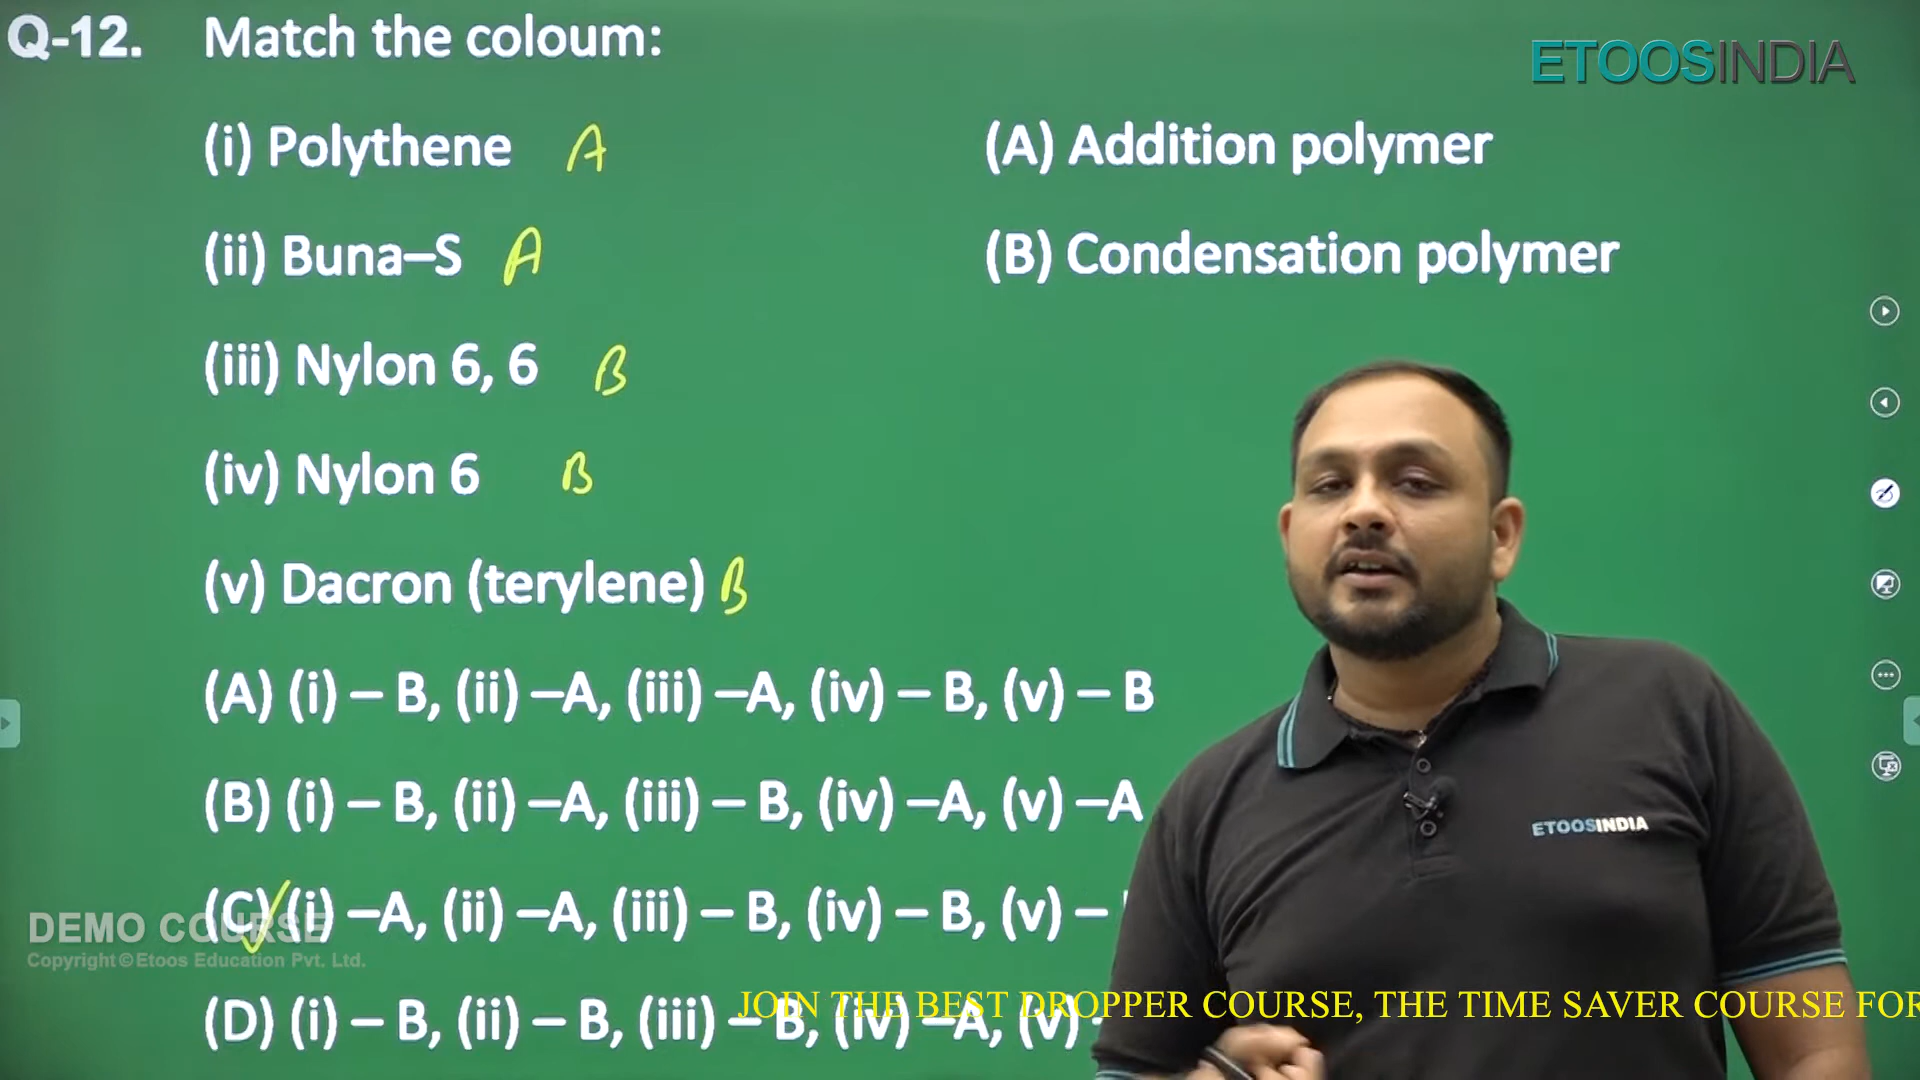 Q-12. Match the coloum:
ETOOSINDIA
(i) Polythene A
(A) Addition polymer
(ii) Buna–S A
(B) Condensation polymer
(iii) Nylon 6, 6 B
(iv) Nylon 6 B
(v) Dacron (terylene) B
(A) (i) – B, (ii) –A, (iii) –A, (iv) – B, (v) – B
(B) (i) – B, (ii) –A, (iii) – B, (iv) –A, (v) –A
ETOOSINDIA
(C) (i) –A, (ii) –A, (iii) – B, (iv) – B, (v) –
DEMO COURSE
Copyright © Etoos Education Pvt. Ltd.
JOIN THE BEST DROPPER COURSE, THE TIME SAVER COURSE FOR
(D) (i) – B, (ii) – B, (iii) – B, (iv) –A, (v)